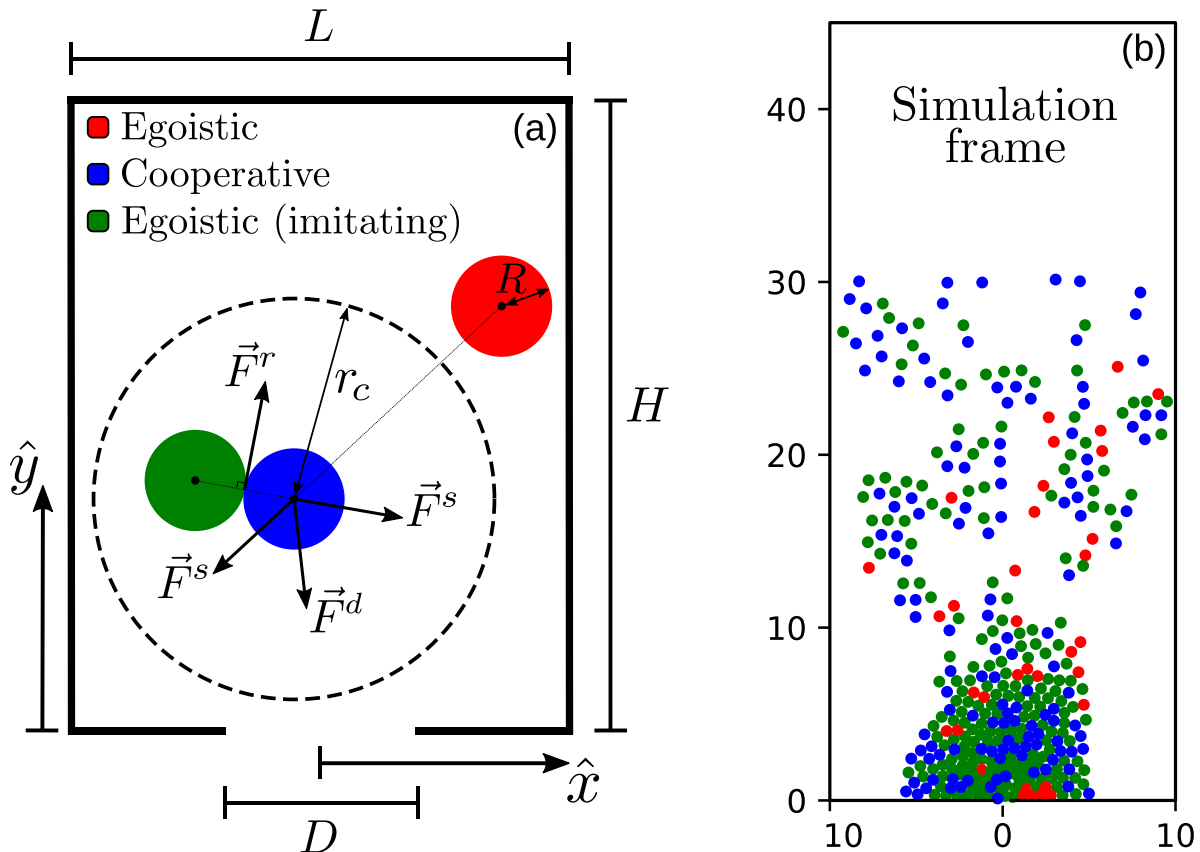 L
Egoistic
(a)
Cooperative
Egoistic (imitating)
R
F⃗ʳ
r_c
H
ŷ
F⃗ˢ
F⃗ˢ
F⃗ᵈ
x̂
D
(b)
Simulation
frame
40
30
20
10
0
10
0
10